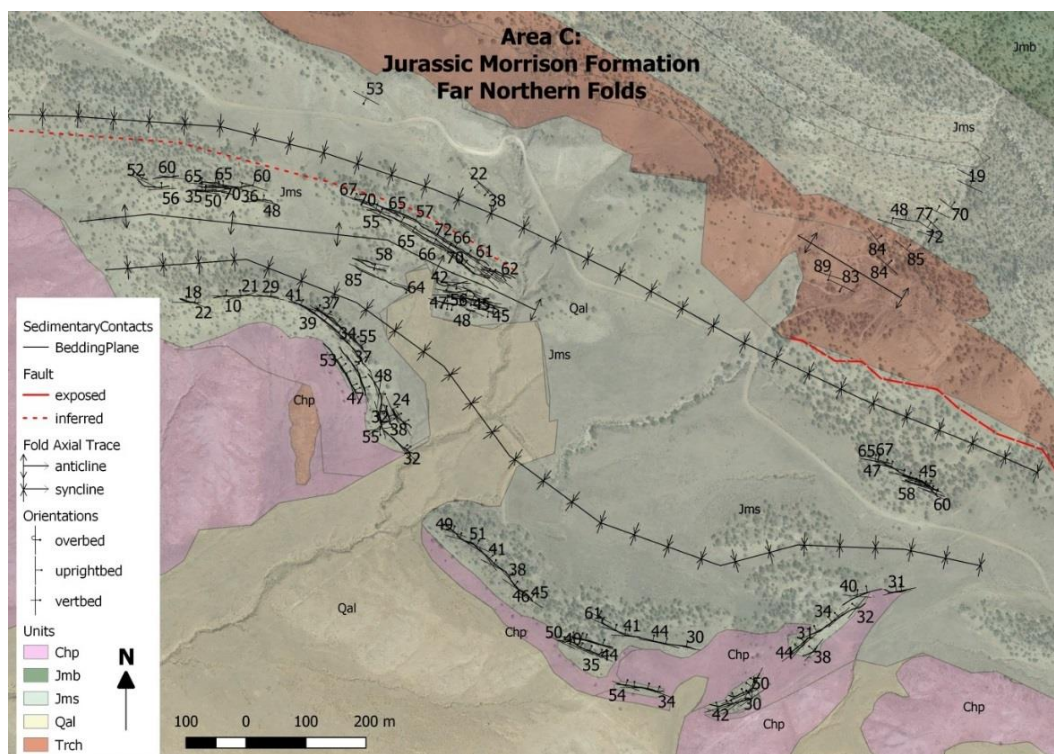 Area C:
Jurassic Morrison Formation
Far Northern Folds
Jmb
53
Jms
22
38
19
52
60
65
65
60
Jms
56
35
50
70
36
48
67
70
65
57
55
72
66
65
66
70
61
62
48
77
70
72
84
85
84
89
83
58
85
64
42
47
58
45
48
45
Qal
18
22
10
21
29
41
37
39
34
55
37
53
48
47
24
32
38
55
32
Jms
Chp
SedimentaryContacts
BeddingPlane
Fault
exposed
inferred
Fold Axial Trace
anticline
syncline
Orientations
overbed
uprightbed
vertbed
Units
Chp
Jmb
Jms
Qal
Trch
N
100 0 100 200 m
65
67
47
45
58
60
Jms
49
51
41
38
46
45
Qal
Chp
61
41
44
30
50
40
44
35
54
34
40
31
34
32
31
44
38
Chp
50
30
42
Chp
Chp